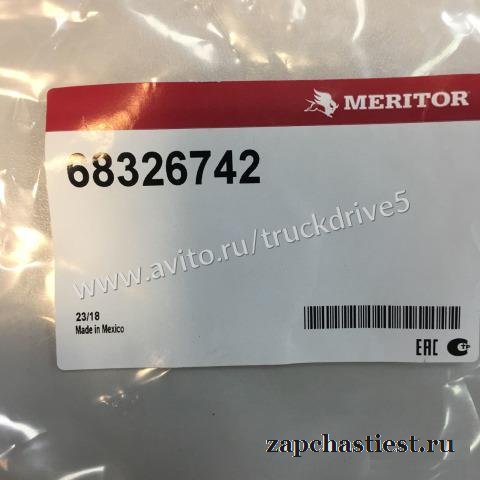 MERITOR
68326742
www.avito.ru/truckdrive5
23/18
Made in Mexico
EAC
zapchastiest.ru